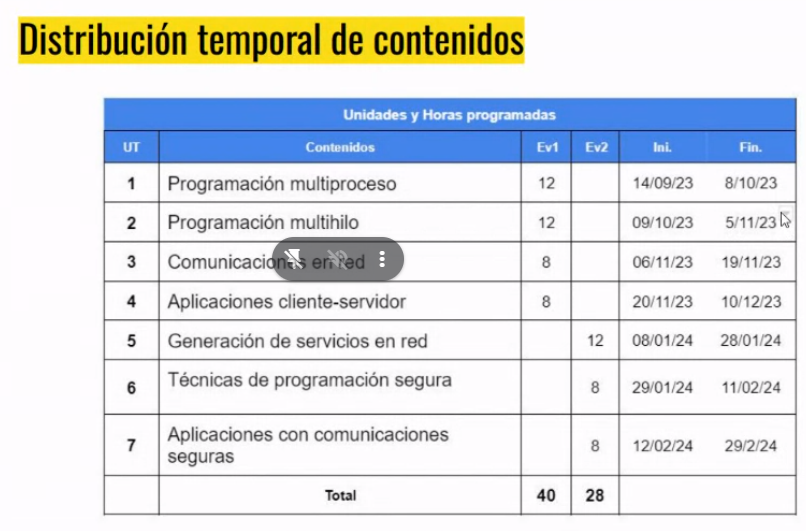 Distribución temporal de contenidos
Unidades y Horas programadas
UT Contenidos Ev1 Ev2 Ini. Fin.
1 Programación multiproceso 12 14/09/23 8/10/23
2 Programación multihilo 12 09/10/23 5/11/23
3 Comunicaciones en red 8 06/11/23 19/11/23
4 Aplicaciones cliente-servidor 8 20/11/23 10/12/23
5 Generación de servicios en red 12 08/01/24 28/01/24
6 Técnicas de programación segura 8 29/01/24 11/02/24
7 Aplicaciones con comunicaciones
seguras 8 12/02/24 29/2/24
Total 40 28